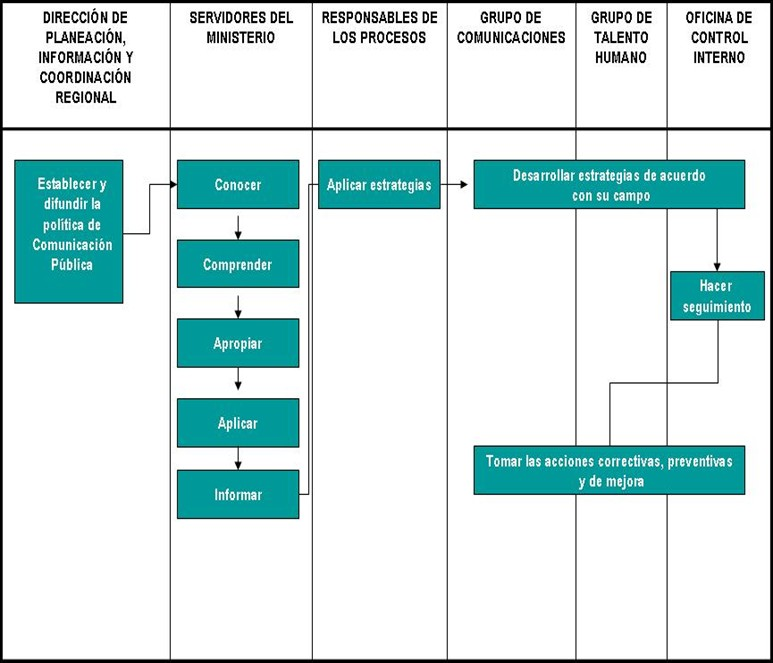 DIRECCIÓN DE
PLANEACIÓN,
INFORMACIÓN Y
COORDINACIÓN
REGIONAL
SERVIDORES DEL
MINISTERIO
RESPONSABLES DE
LOS PROCESOS
GRUPO DE
COMUNICACIONES
GRUPO DE
TALENTO
HUMANO
OFICINA DE
CONTROL
INTERNO
Establecer y
difundir la
política de
Comunicación
Pública
Conocer
Comprender
Apropiar
Aplicar
Informar
Aplicar estrategias
Desarrollar estrategias de acuerdo
con su campo
Hacer
seguimiento
Tomar las acciones correctivas, preventivas
y de mejora